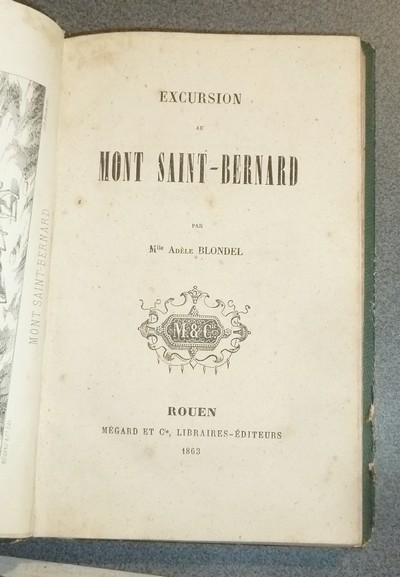 MONT SAINT-BERNARD
EXCURSION
AU
MONT SAINT-BERNARD
PAR
Mlle ADÈLE BLONDEL
M.& Cie
ROUEN
MÉGARD ET Cie, LIBRAIRES-ÉDITEURS
1863